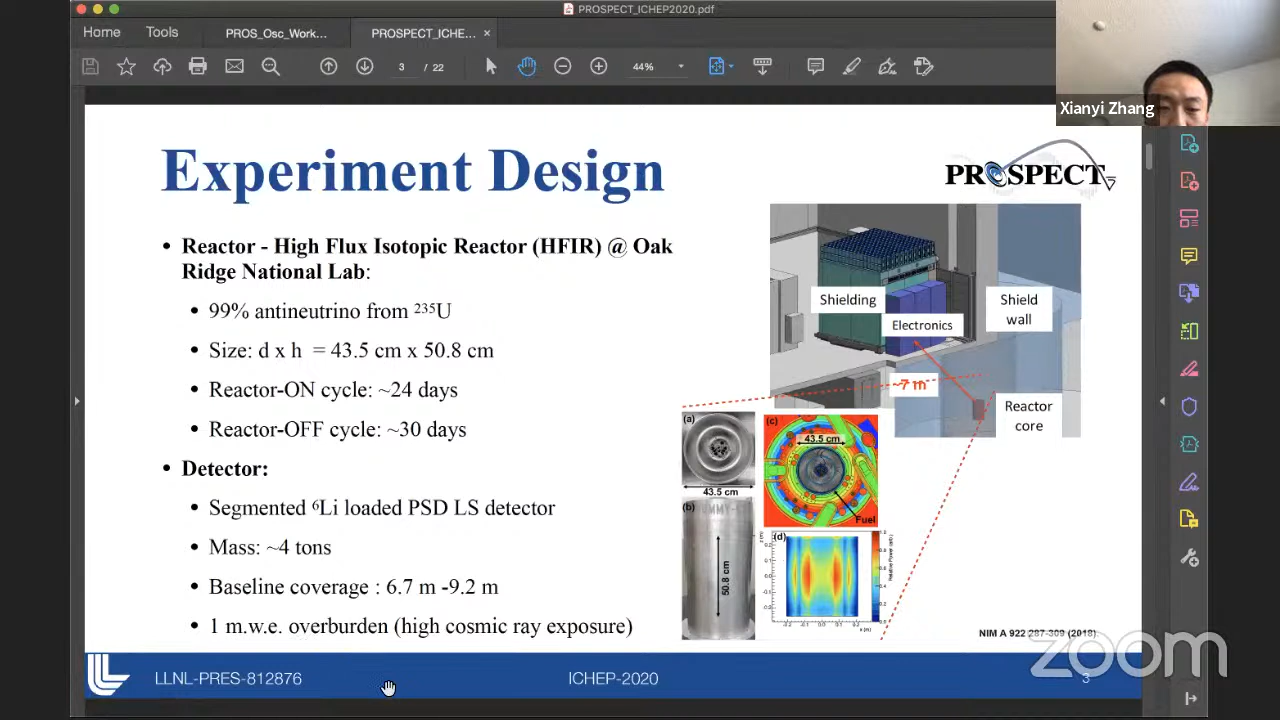 PROSPECT_ICHEP2020.pdf
Home
Tools
PROS_Osc_Work...
PROSPECT_ICHE...
×
3 / 22
44%
Xianyi Zhang
Experiment Design
PROSPECT
• Reactor - High Flux Isotopic Reactor (HFIR) @ Oak
Ridge National Lab:
• 99% antineutrino from ²³⁵U
• Size: d x h = 43.5 cm x 50.8 cm
• Reactor-ON cycle: ~24 days
• Reactor-OFF cycle: ~30 days
• Detector:
• Segmented ⁶Li loaded PSD LS detector
• Mass: ~4 tons
• Baseline coverage : 6.7 m -9.2 m
• 1 m.w.e. overburden (high cosmic ray exposure)
Shielding
Electronics
Shield
wall
~7 m
Reactor
core
(a)
43.5 cm
(b)
50.8 cm
(c)
43.5 cm
Fuel
(d)
NIM A 922 287-309 (2018).
LLNL-PRES-812876
ICHEP-2020
3
zoom